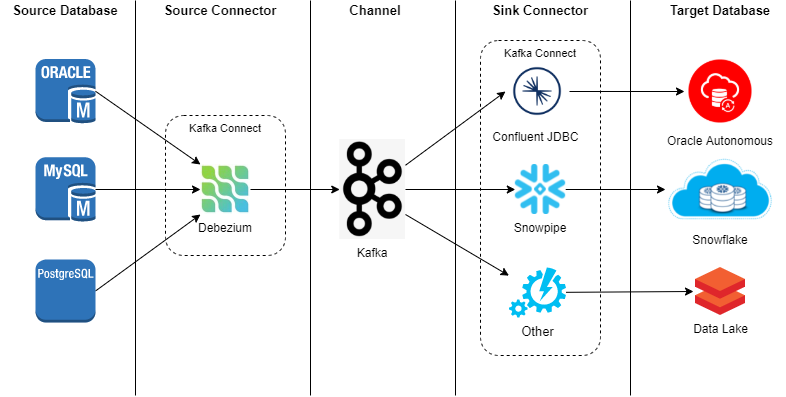 Source Database
Source Connector
Channel
Sink Connector
Target Database
ORACLE
M
MySQL
M
PostgreSQL
Kafka Connect
Debezium
Kafka
Kafka Connect
Confluent JDBC
Snowpipe
Other
Oracle Autonomous
Snowflake
Data Lake